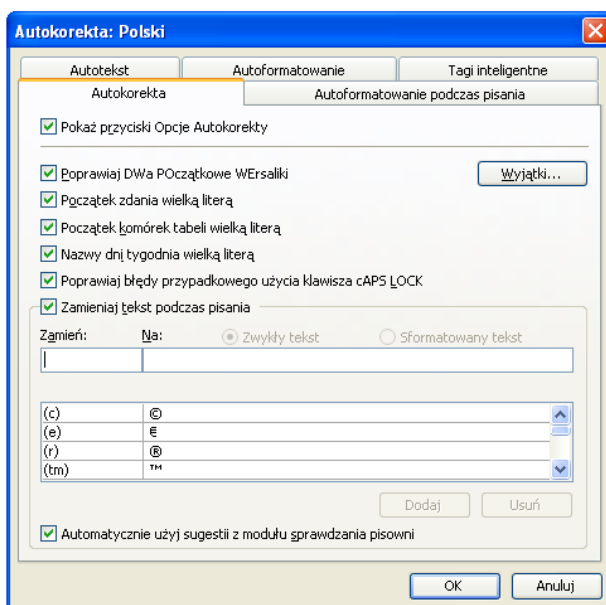 Autokorekta: Polski
Autotekst Autoformatowanie Tagi inteligentne
Autokorekta Autoformatowanie podczas pisania
Pokaż przyciski Opcje Autokorekty
Poprawiaj DWa POczątkowe WErsaliki Wyjątki...
Początek zdania wielką literą
Początek komórek tabeli wielką literą
Nazwy dni tygodnia wielką literą
Poprawiaj błędy przypadkowego użycia klawisza cAPS LOCK
Zamieniaj tekst podczas pisania
Zamień: Na: Zwykły tekst Sformatowany tekst
(c) ©
(e) €
(r) ®
(tm) ™
Dodaj Usuń
Automatycznie użyj sugestii z modułu sprawdzania pisowni
OK Anuluj